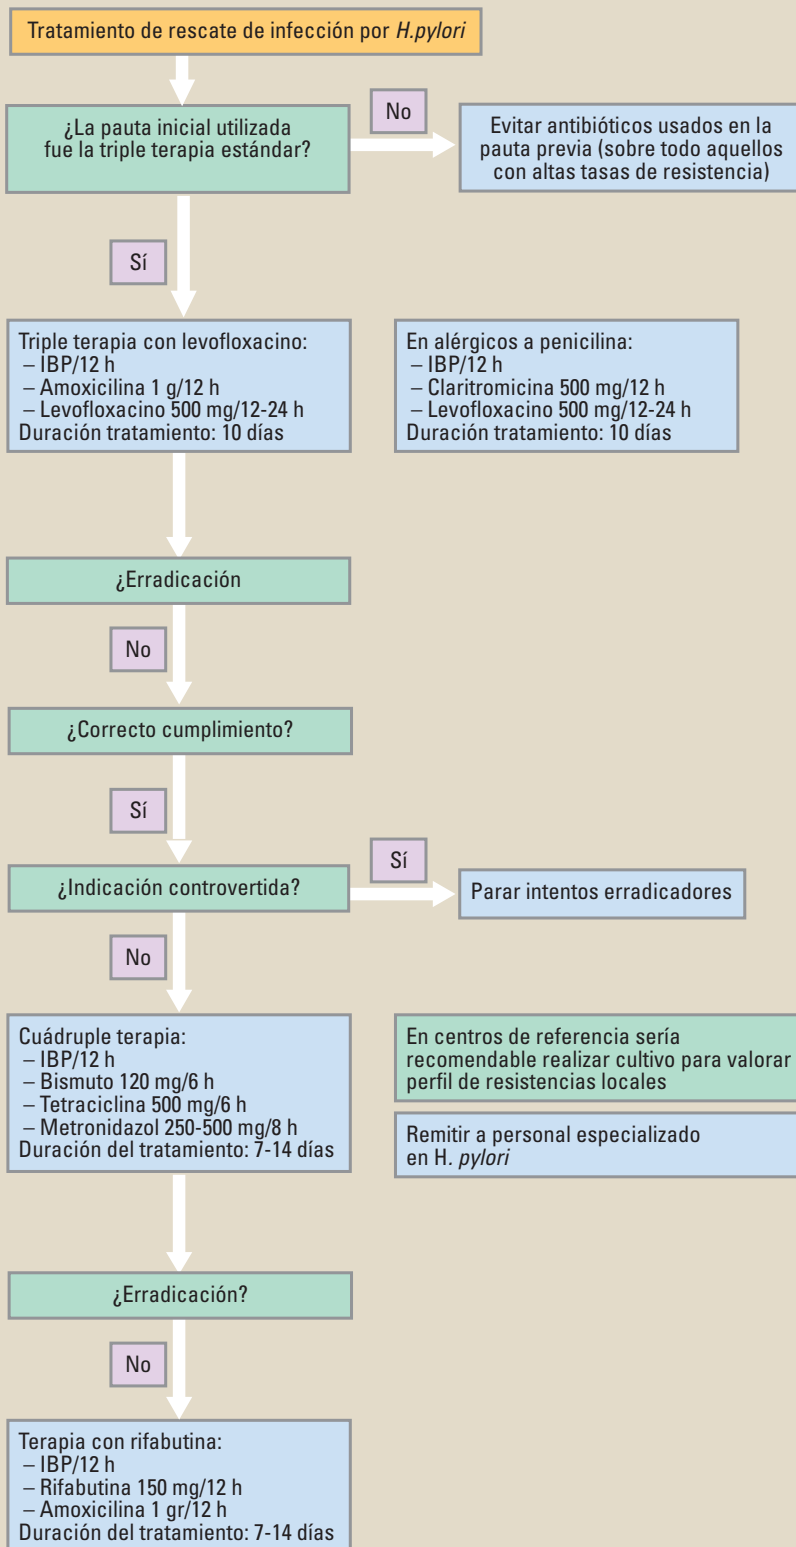 Tratamiento de rescate de infección por H.pylori
¿La pauta inicial utilizada
fue la triple terapia estándar?
No
Evitar antibióticos usados en la
pauta previa (sobre todo aquellos
con altas tasas de resistencia)
Sí
Triple terapia con levofloxacino:
– IBP/12 h
– Amoxicilina 1 g/12 h
– Levofloxacino 500 mg/12-24 h
Duración tratamiento: 10 días
En alérgicos a penicilina:
– IBP/12 h
– Claritromicina 500 mg/12 h
– Levofloxacino 500 mg/12-24 h
Duración tratamiento: 10 días
¿Erradicación
No
¿Correcto cumplimiento?
Sí
¿Indicación controvertida?
Sí
Parar intentos erradicadores
No
Cuádruple terapia:
– IBP/12 h
– Bismuto 120 mg/6 h
– Tetraciclina 500 mg/6 h
– Metronidazol 250-500 mg/8 h
Duración del tratamiento: 7-14 días
En centros de referencia sería
recomendable realizar cultivo para valorar
perfil de resistencias locales
Remitir a personal especializado
en H. pylori
¿Erradicación?
No
Terapia con rifabutina:
– IBP/12 h
– Rifabutina 150 mg/12 h
– Amoxicilina 1 gr/12 h
Duración del tratamiento: 7-14 días